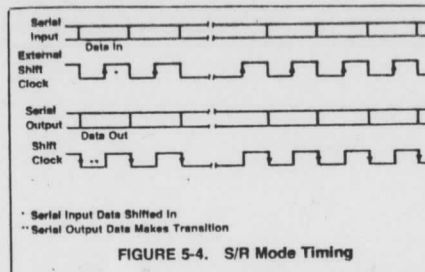 Serial
Input
Data In
External
Shift
Clock
*
Serial
Output
Data Out
Shift
Clock
**
* Serial Input Data Shifted In
** Serial Output Data Makes Transition
FIGURE 5-4. S/R Mode Timing